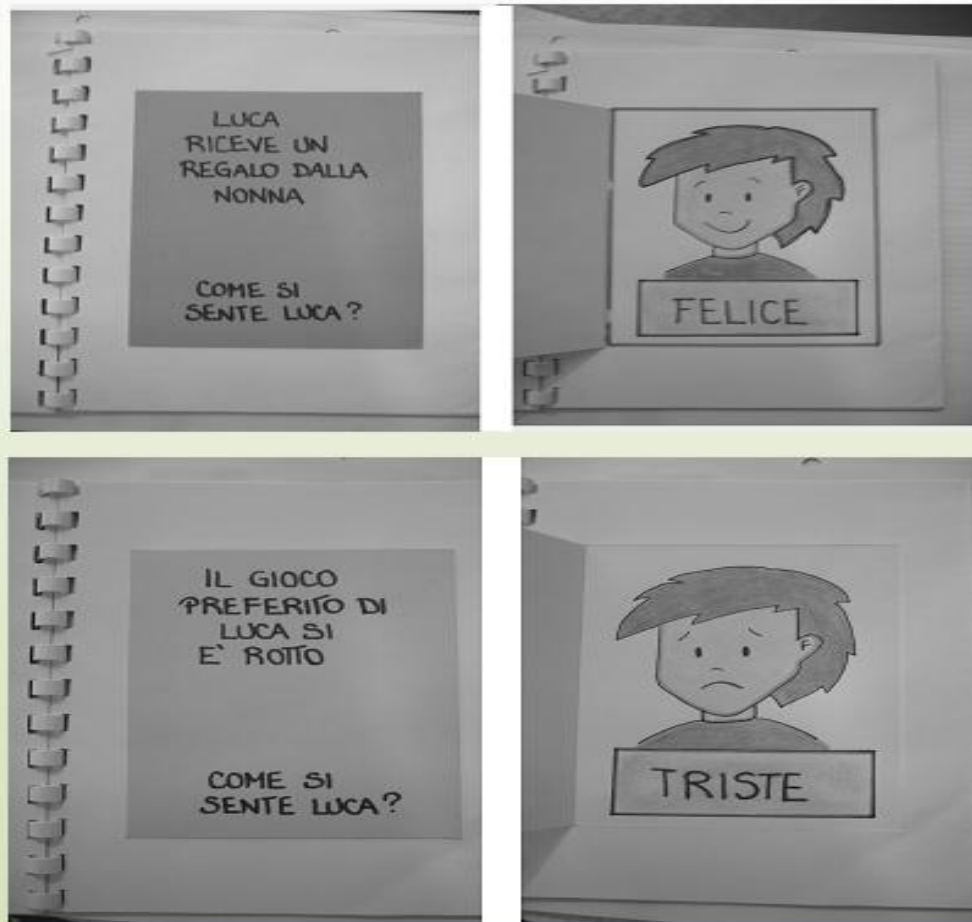 LUCA
RICEVE UN
REGALO DALLA
NONNA
COME SI
SENTE LUCA?
FELICE
IL GIOCO
PREFERITO DI
LUCA SI
E' ROTTO
COME SI
SENTE LUCA?
TRISTE